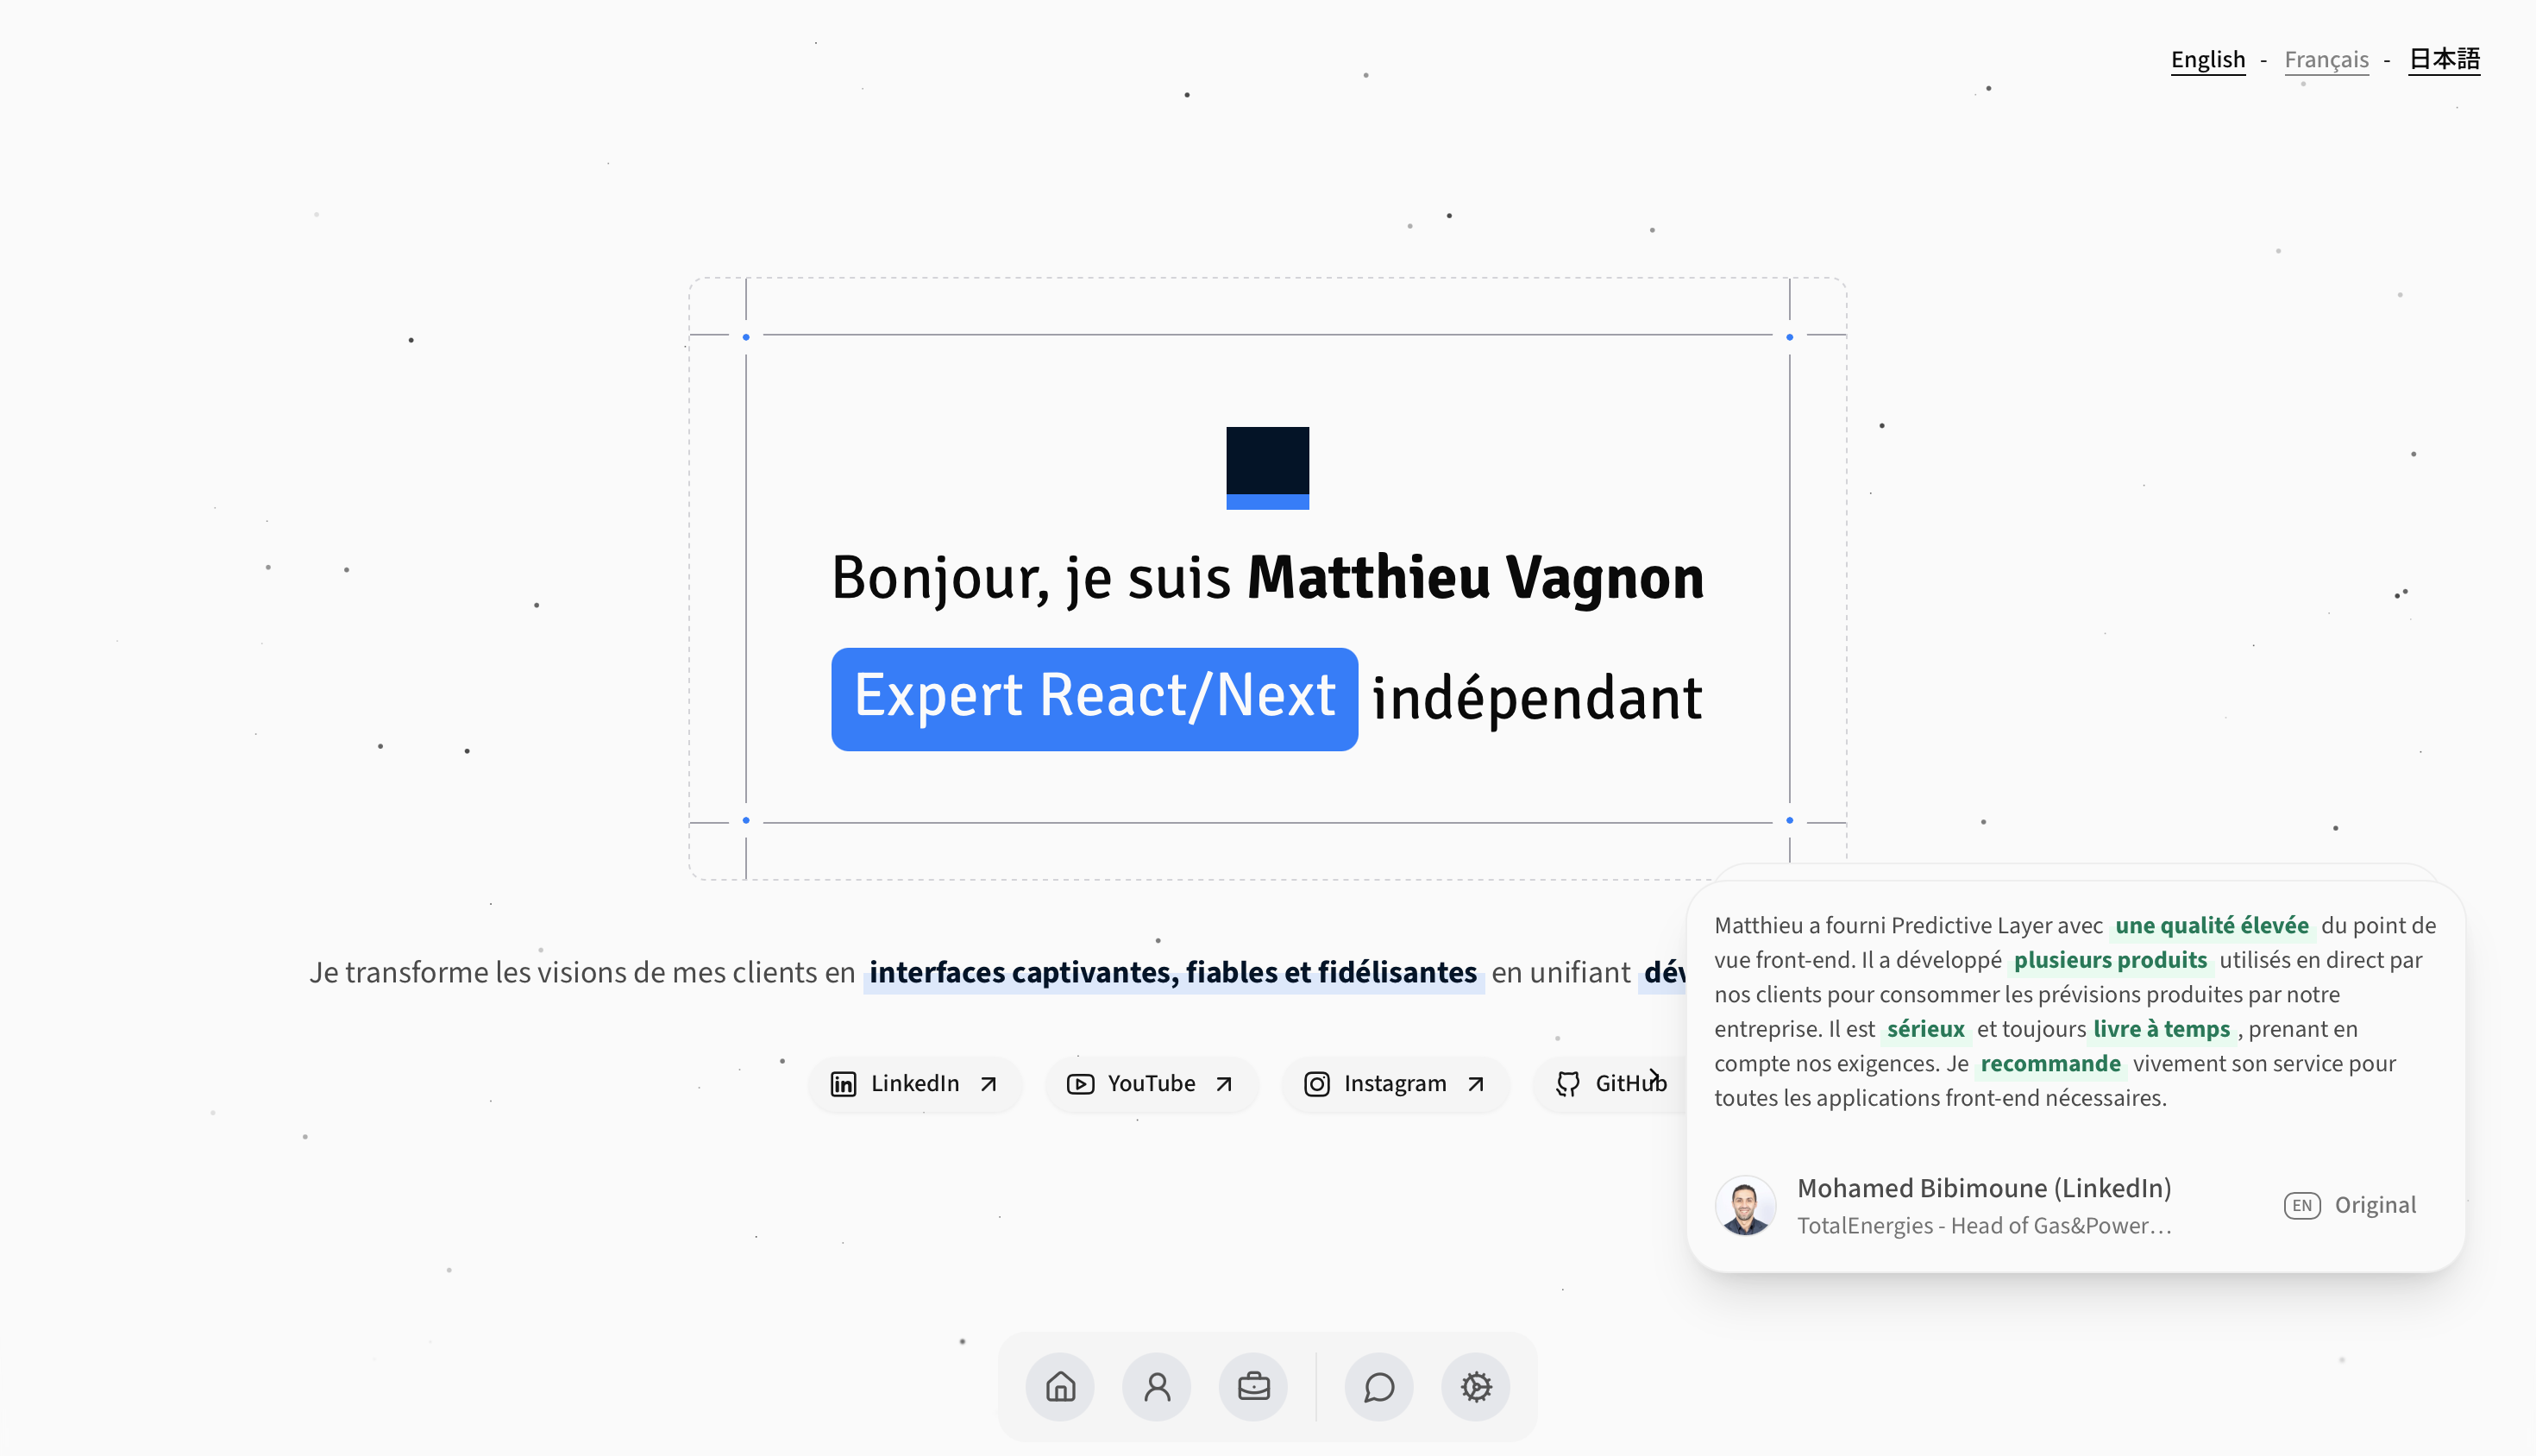 English - Français - 日本語
Bonjour, je suis Matthieu Vagnon
Expert React/Next indépendant
Je transforme les visions de mes clients en interfaces captivantes, fiables et fidélisantes en unifiant
LinkedIn YouTube Instagram GitHub
Matthieu a fourni Predictive Layer avec une qualité élevée du point de
vue front-end. Il a développé plusieurs produits utilisés en direct par
nos clients pour consommer les prévisions produites par notre
entreprise. Il est sérieux et toujours livre à temps , prenant en
compte nos exigences. Je recommande vivement son service pour
toutes les applications front-end nécessaires.
Mohamed Bibimoune (LinkedIn)
TotalEnergies - Head of Gas&Power...
EN Original